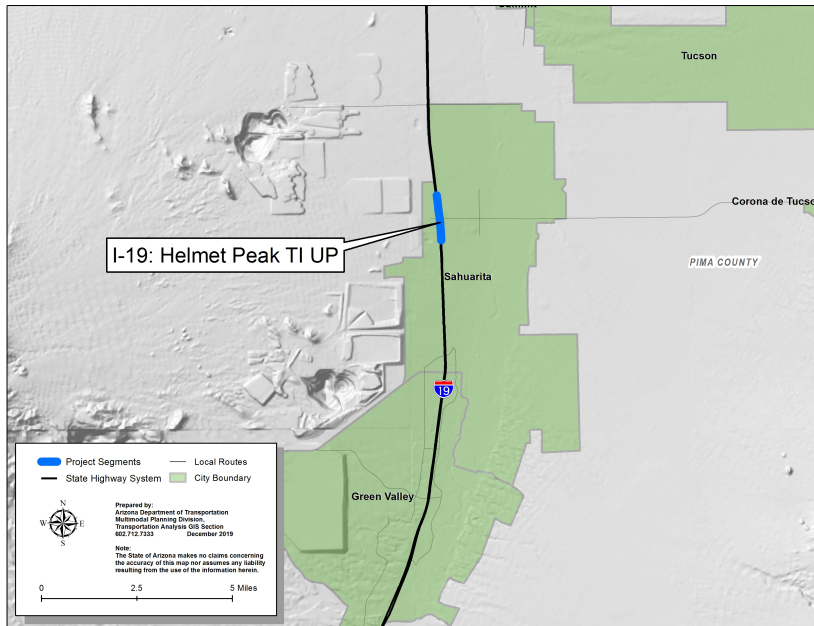 Summit
Tucson
Corona de Tucso
I-19: Helmet Peak TI UP
PIMA COUNTY
Sahuarita
19
Green Valley
Project Segments
Local Routes
State Highway System
City Boundary
N
W
E
S
Prepared by:
Arizona Department of Transportation
Multimodal Planning Division,
Transportation Analysis GIS Section
602.712.7333 December 2019
Note:
The State of Arizona makes no claims concerning
the accuracy of this map nor assumes any liability
resulting from the use of the information herein.
0 2.5 5 Miles